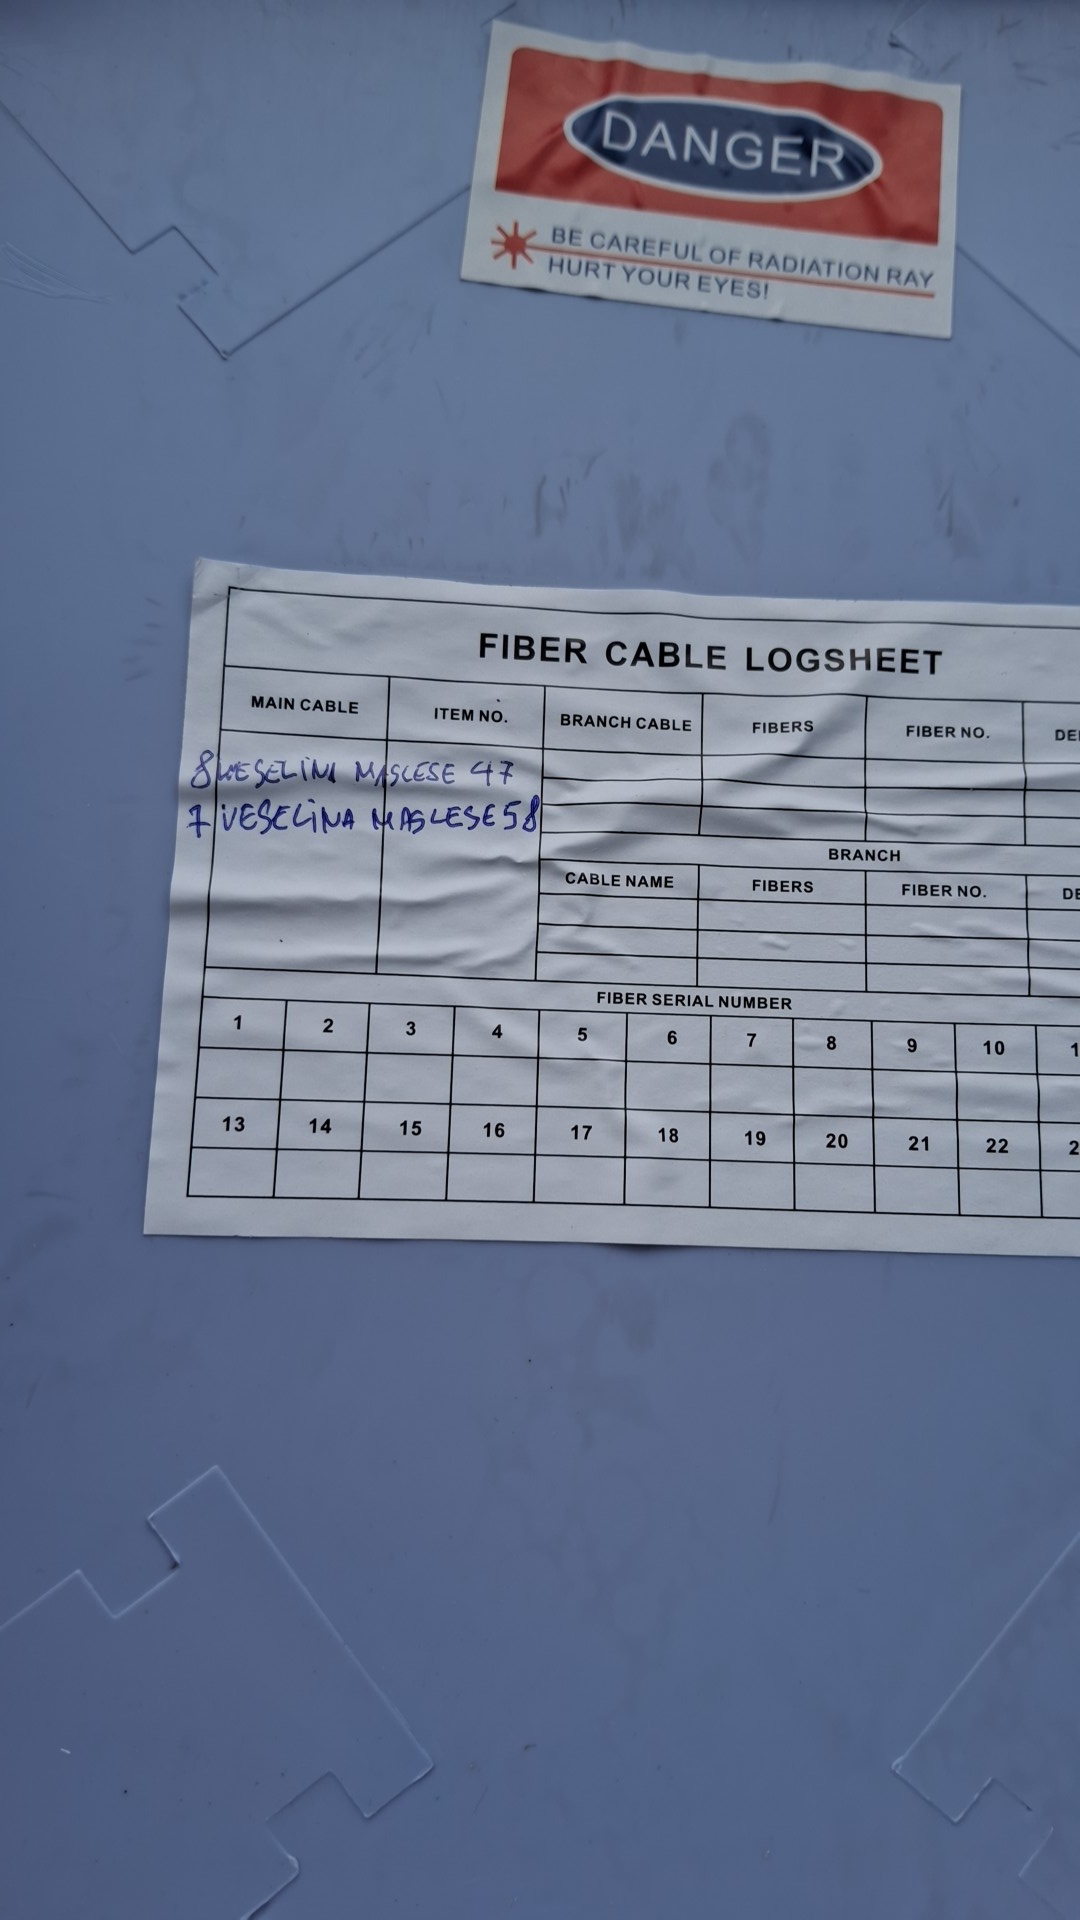 DANGER
BE CAREFUL OF RADIATION RAY
HURT YOUR EYES!
FIBER CABLE LOGSHEET
MAIN CABLE ITEM NO. BRANCH CABLE FIBERS FIBER NO.
8 VESELINA MASLESE 47
7 VESELINA MASLESE 58
BRANCH
CABLE NAME FIBERS FIBER NO.
FIBER SERIAL NUMBER
1 2 3 4 5 6 7 8 9 10
13 14 15 16 17 18 19 20 21 22